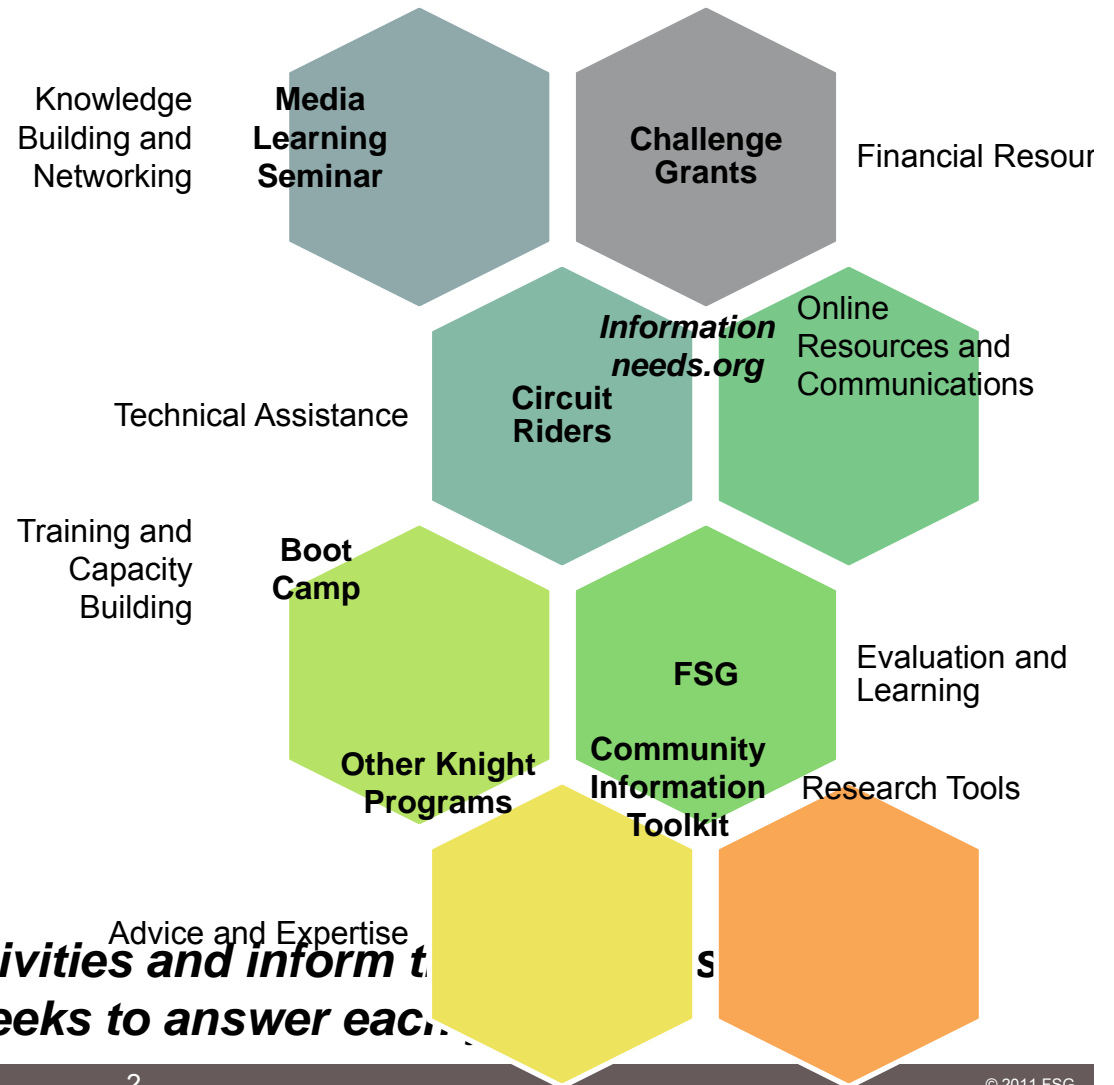 Knowledge
Building and
Networking
Media
Learning
Seminar
Challenge
Grants
Financial Resour
Information
needs.org
Online
Resources and
Communications
Technical Assistance
Circuit
Riders
Training and
Capacity
Building
Boot
Camp
FSG
Evaluation and
Learning
Other Knight
Programs
Community
Information
Toolkit
Research Tools
Advice and Expertise
ivities and inform t s
eeks to answer each
2
© 2011 FSG